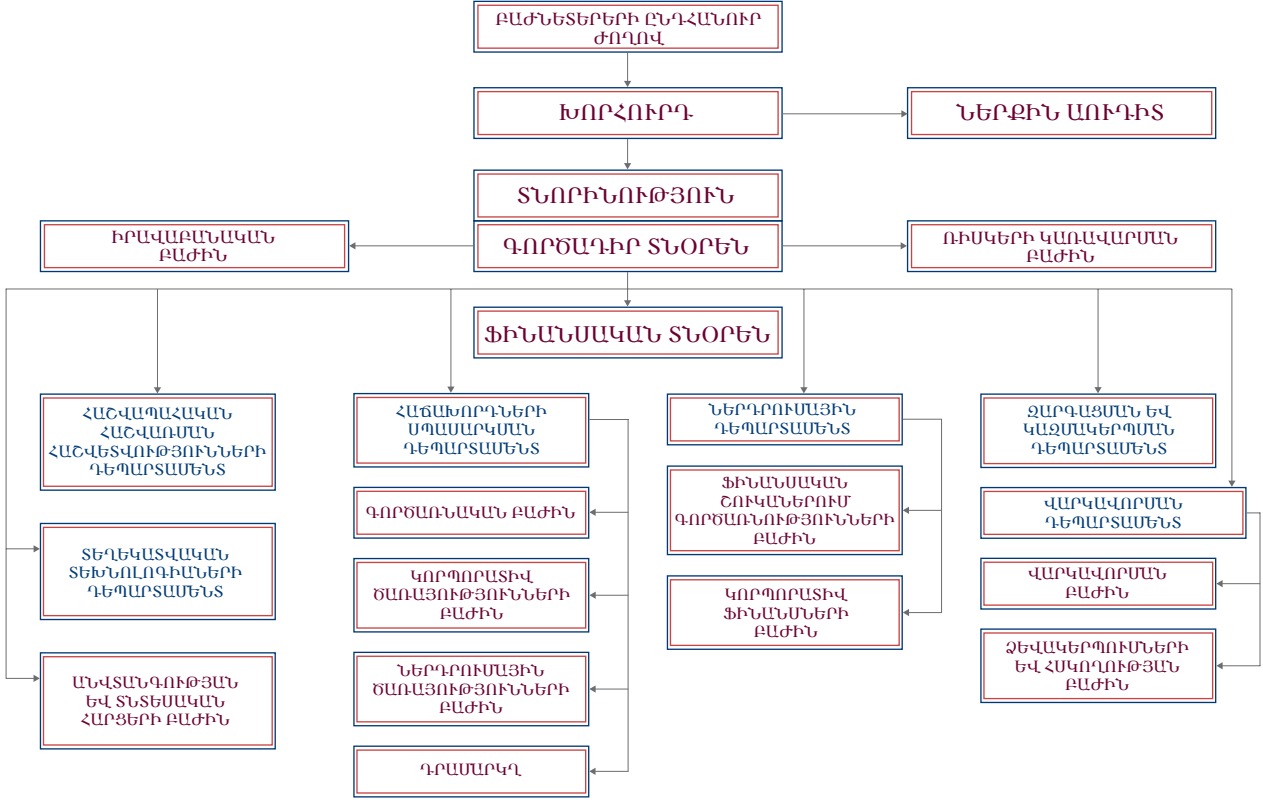 ԲԱԺՆԵՏԵՐԵՐԻ ԸՆԴՀԱՆՈՒՐ
ԺՈՂՈՎ
ԽՈՐՀՈՒՐԴ
ՆԵՐՔԻՆ ԱՈՒԴԻՏ
ՏՆՈՐԻՆՈՒԹՅՈՒՆ
ԻՐԱՎԱԲԱՆԱԿԱՆ
ԲԱԺԻՆ
ԳՈՐԾԱԴԻՐ ՏՆՕՐԵՆ
ՌԻՍԿԵՐԻ ԿԱՌԱՎԱՐՄԱՆ
ԲԱԺԻՆ
ՖԻՆԱՆՍԱԿԱՆ ՏՆՕՐԵՆ
ՀԱՇՎԱՊԱՀԱԿԱՆ
ՀԱՇՎԱՌՄԱՆ
ՀԱՇՎԵՏՎՈՒԹՅՈՒՆՆԵՐԻ
ԴԵՊԱՐՏԱՄԵՆՏ
ՏԵՂԵԿԱՏՎԱԿԱՆ
ՏԵԽՆՈԼՈԳԻԱՆԵՐԻ
ԴԵՊԱՐՏԱՄԵՆՏ
ԱՆՎՏԱՆԳՈՒԹՅԱՆ
ԵՎ ՏՆՏԵՍԱԿԱՆ
ՀԱՐՑԵՐԻ ԲԱԺԻՆ
ՀԱՃԱԽՈՐԴՆԵՐԻ
ՍՊԱՍԱՐԿՄԱՆ
ԴԵՊԱՐՏԱՄԵՆՏ
ԳՈՐԾԱՌՆԱԿԱՆ ԲԱԺԻՆ
ԿՈՐՊՈՐԱՏԻՎ
ԾԱՌԱՅՈՒԹՅՈՒՆՆԵՐԻ
ԲԱԺԻՆ
ՆԵՐԴՐՈՒՄԱՅԻՆ
ԾԱՌԱՅՈՒԹՅՈՒՆՆԵՐԻ
ԲԱԺԻՆ
ԴՐԱՄԱՐԿՂ
ՆԵՐԴՐՈՒՄԱՅԻՆ
ԴԵՊԱՐՏԱՄԵՆՏ
ՖԻՆԱՆՍԱԿԱՆ
ՇՈՒԿԱՆԵՐՈՒՄ
ԳՈՐԾԱՌՆՈՒԹՅՈՒՆՆԵՐԻ
ԲԱԺԻՆ
ԿՈՐՊՈՐԱՏԻՎ
ՖԻՆԱՆՍՆԵՐԻ
ԲԱԺԻՆ
ԶԱՐԳԱՑՄԱՆ ԵՎ
ԿԱԶՄԱԿԵՐՊՄԱՆ
ԴԵՊԱՐՏԱՄԵՆՏ
ՎԱՐԿԱՎՈՐՄԱՆ
ԴԵՊԱՐՏԱՄԵՆՏ
ՎԱՐԿԱՎՈՐՄԱՆ
ԲԱԺԻՆ
ՁԵՎԱԿԵՐՊՈՒՄՆԵՐԻ
ԵՎ ՀՍԿՈՂՈՒԹՅԱՆ
ԲԱԺԻՆ